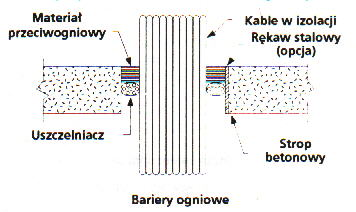 Materiał
przeciwogniowy
Kable w izolacji
Rękaw stalowy
(opcja)
Uszczelniacz
Strop
betonowy
Bariery ogniowe